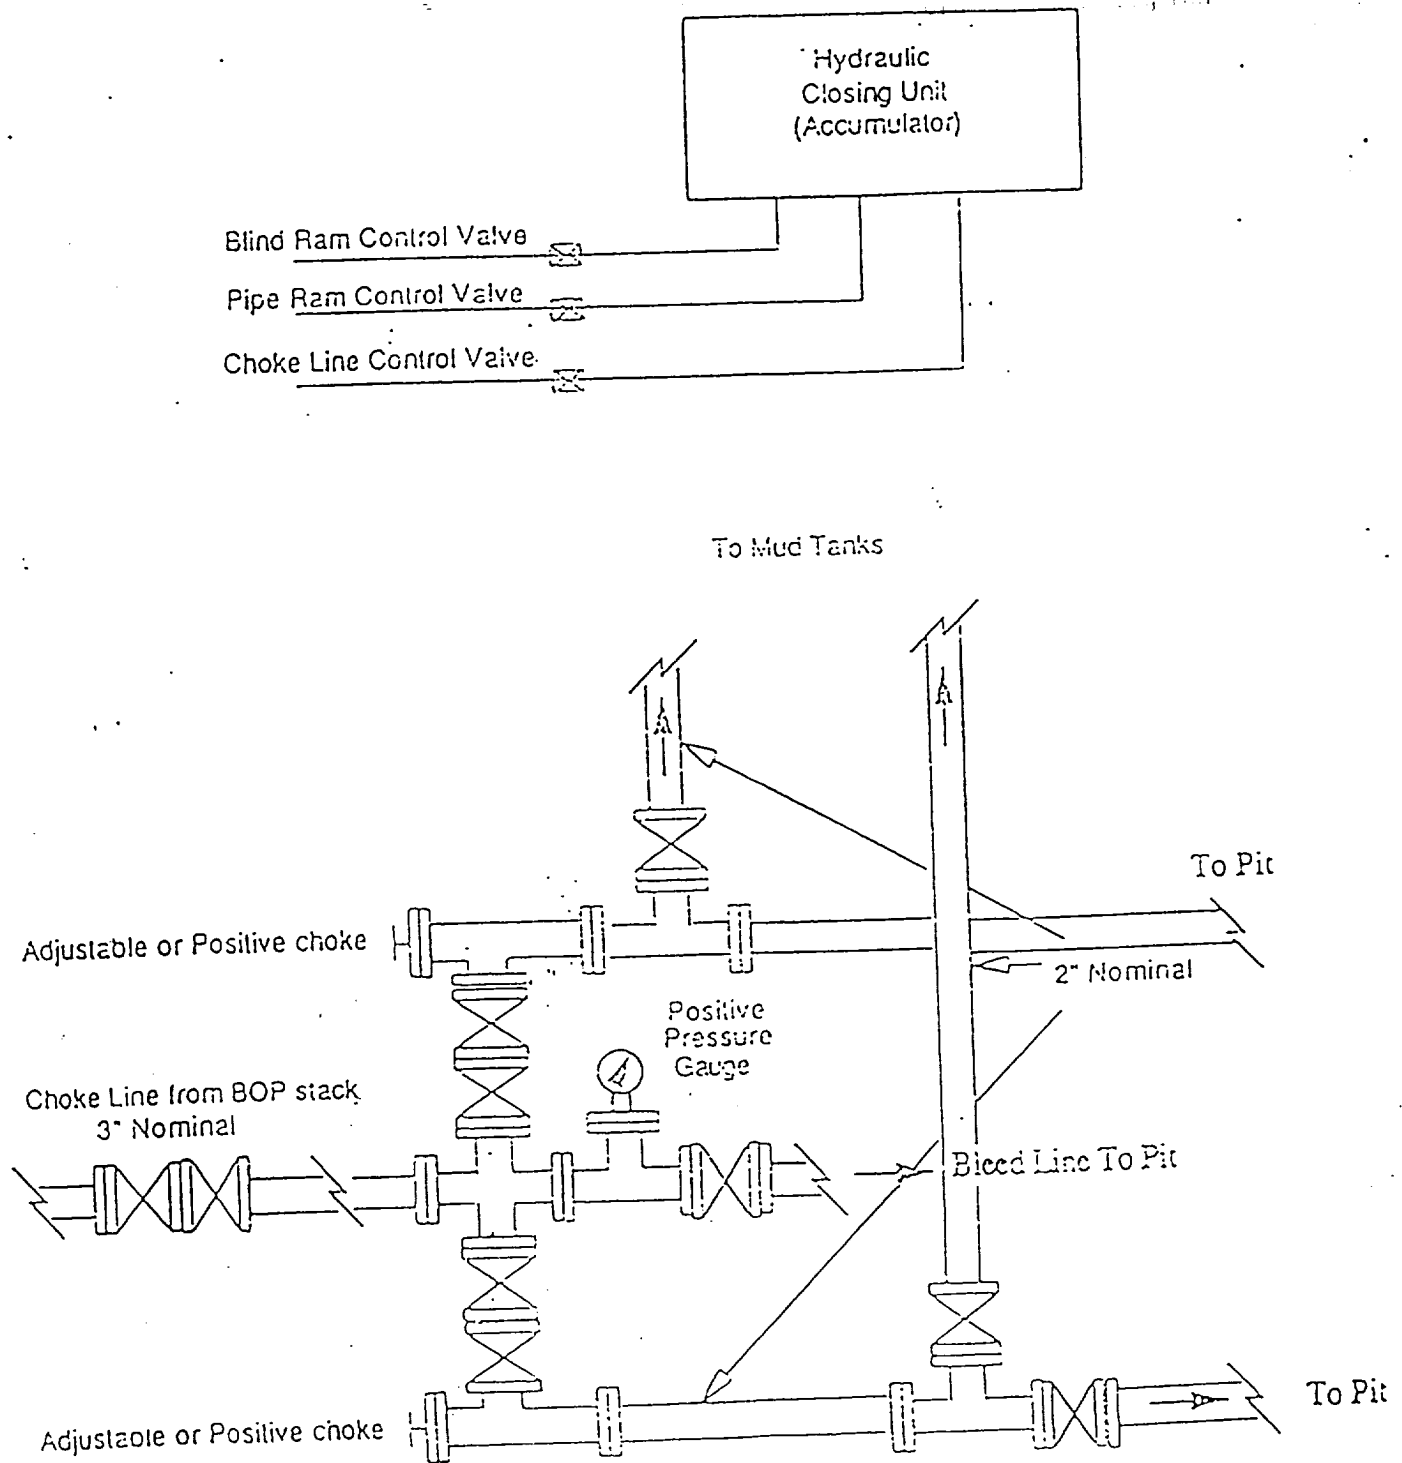 Hydraulic
Closing Unit
(Accumulator)
Blind Ram Control Valve
Pipe Ram Control Valve
Choke Line Control Valve
To Mud Tanks
To Pit
Adjustable or Positive choke
2" Nominal
Positive
Pressure
Gauge
Choke Line from BOP stack
3" Nominal
Bleed Line To Pit
To Pit
Adjustable or Positive choke